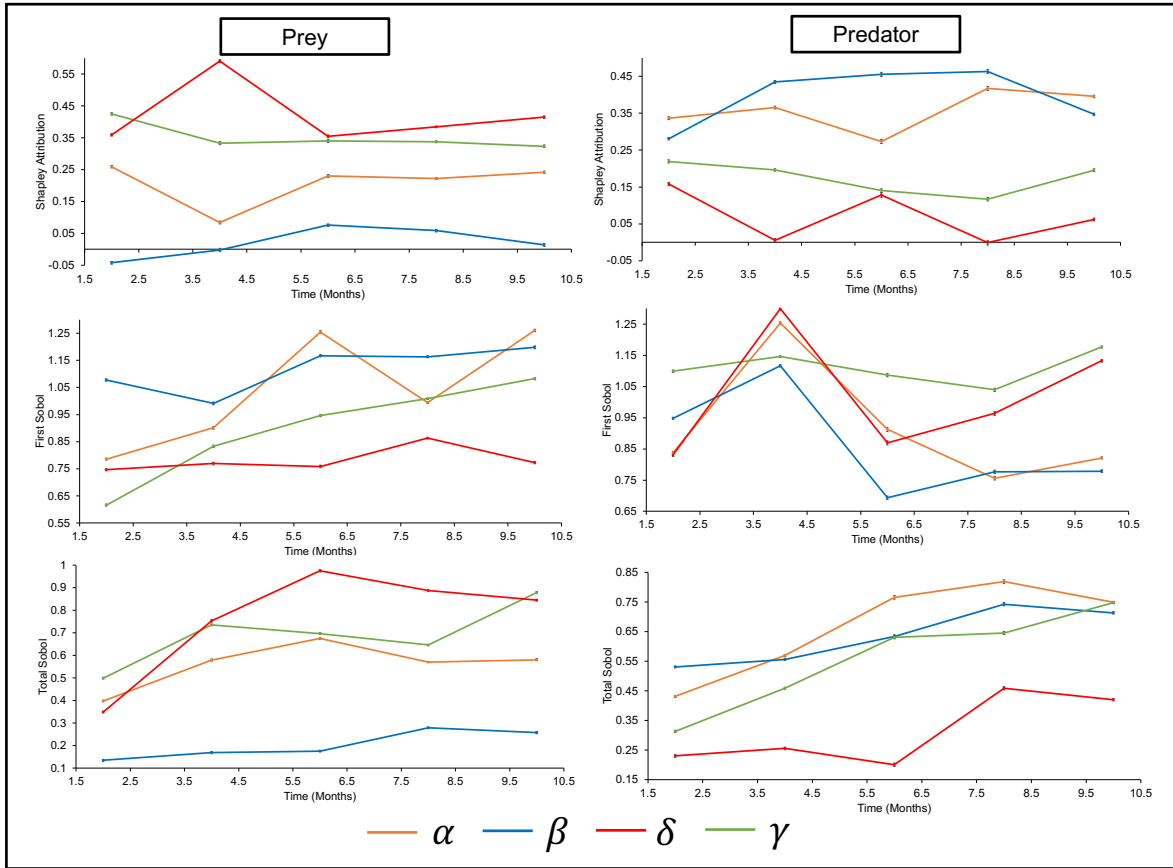 Prey
Predator
Shapley Attribution
0.55
0.45
0.35
0.25
0.15
0.05
-0.05
1.5 2.5 3.5 4.5 5.5 6.5 7.5 8.5 9.5 10.5
Time (Months)
Shapley Attribution
0.45
0.35
0.25
0.15
0.05
-0.05
1.5 2.5 3.5 4.5 5.5 6.5 7.5 8.5 9.5 10.5
Time (Months)
First Sobol
1.25
1.15
1.05
0.95
0.85
0.75
0.65
0.55
1.5 2.5 3.5 4.5 5.5 6.5 7.5 8.5 9.5 10.5
Time (Months)
First Sobol
1.25
1.15
1.05
0.95
0.85
0.75
0.65
1.5 2.5 3.5 4.5 5.5 6.5 7.5 8.5 9.5 10.5
Time (Months)
Total Sobol
1
0.9
0.8
0.7
0.6
0.5
0.4
0.3
0.2
0.1
1.5 2.5 3.5 4.5 5.5 6.5 7.5 8.5 9.5 10.5
Time (Months)
Total Sobol
0.85
0.75
0.65
0.55
0.45
0.35
0.25
0.15
1.5 2.5 3.5 4.5 5.5 6.5 7.5 8.5 9.5 10.5
Time (Months)
α β δ γ